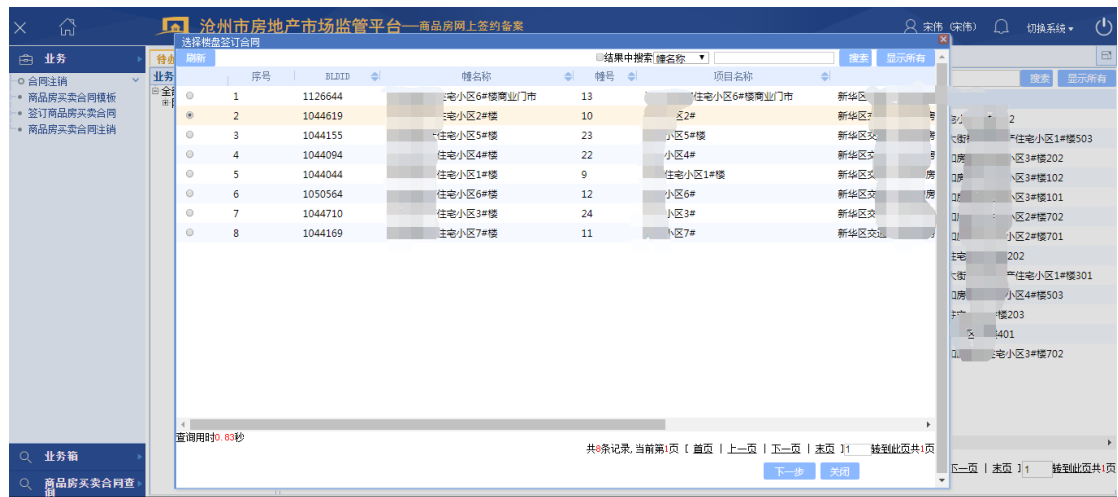 沧州市房地产市场监管平台—商品房网上签约备案
宋伟（宋伟） 切换系统
业务
合同注销
商品房买卖合同模板
签订商品房买卖合同
商品房买卖合同注销
业务箱
商品房买卖合同查询
待办
业务
选择楼盘签订合同
刷新 结果中搜索 幢名称 搜索 显示所有
序号 BLDID 幢名称 幢号 项目名称
1 1126644 宅小区6#楼商业门市 13 住宅小区6#楼商业门市 新华区
2 1044619 宅小区2#楼 10 区2# 新华区
3 1044155 住宅小区5#楼 23 小区5#楼 新华区交
4 1044094 住宅小区4#楼 22 小区4# 新华区交
5 1044044 住宅小区1#楼 9 住宅小区1#楼 新华区交 房
6 1050564 住宅小区6#楼 12 小区6# 新华区交 房
7 1044710 住宅小区3#楼 24 小区3# 新华区交
8 1044169 住宅小区7#楼 11 小区7# 新华区交
查询用时0.83秒
共8条记录,当前第1页 [ 首页 | 上一页 | 下一页 | 末页 ]1 转到此页共1页
下一步 关闭
搜索 显示所有
2
住宅小区1#楼503
小区3#楼202
小区3#楼102
小区3#楼101
小区2#楼702
小区2#楼701
202
住宅小区1#楼301
小区4#楼503
楼203
401
宅小区3#楼702
下一页 | 末页 ]1 转到此页共1页